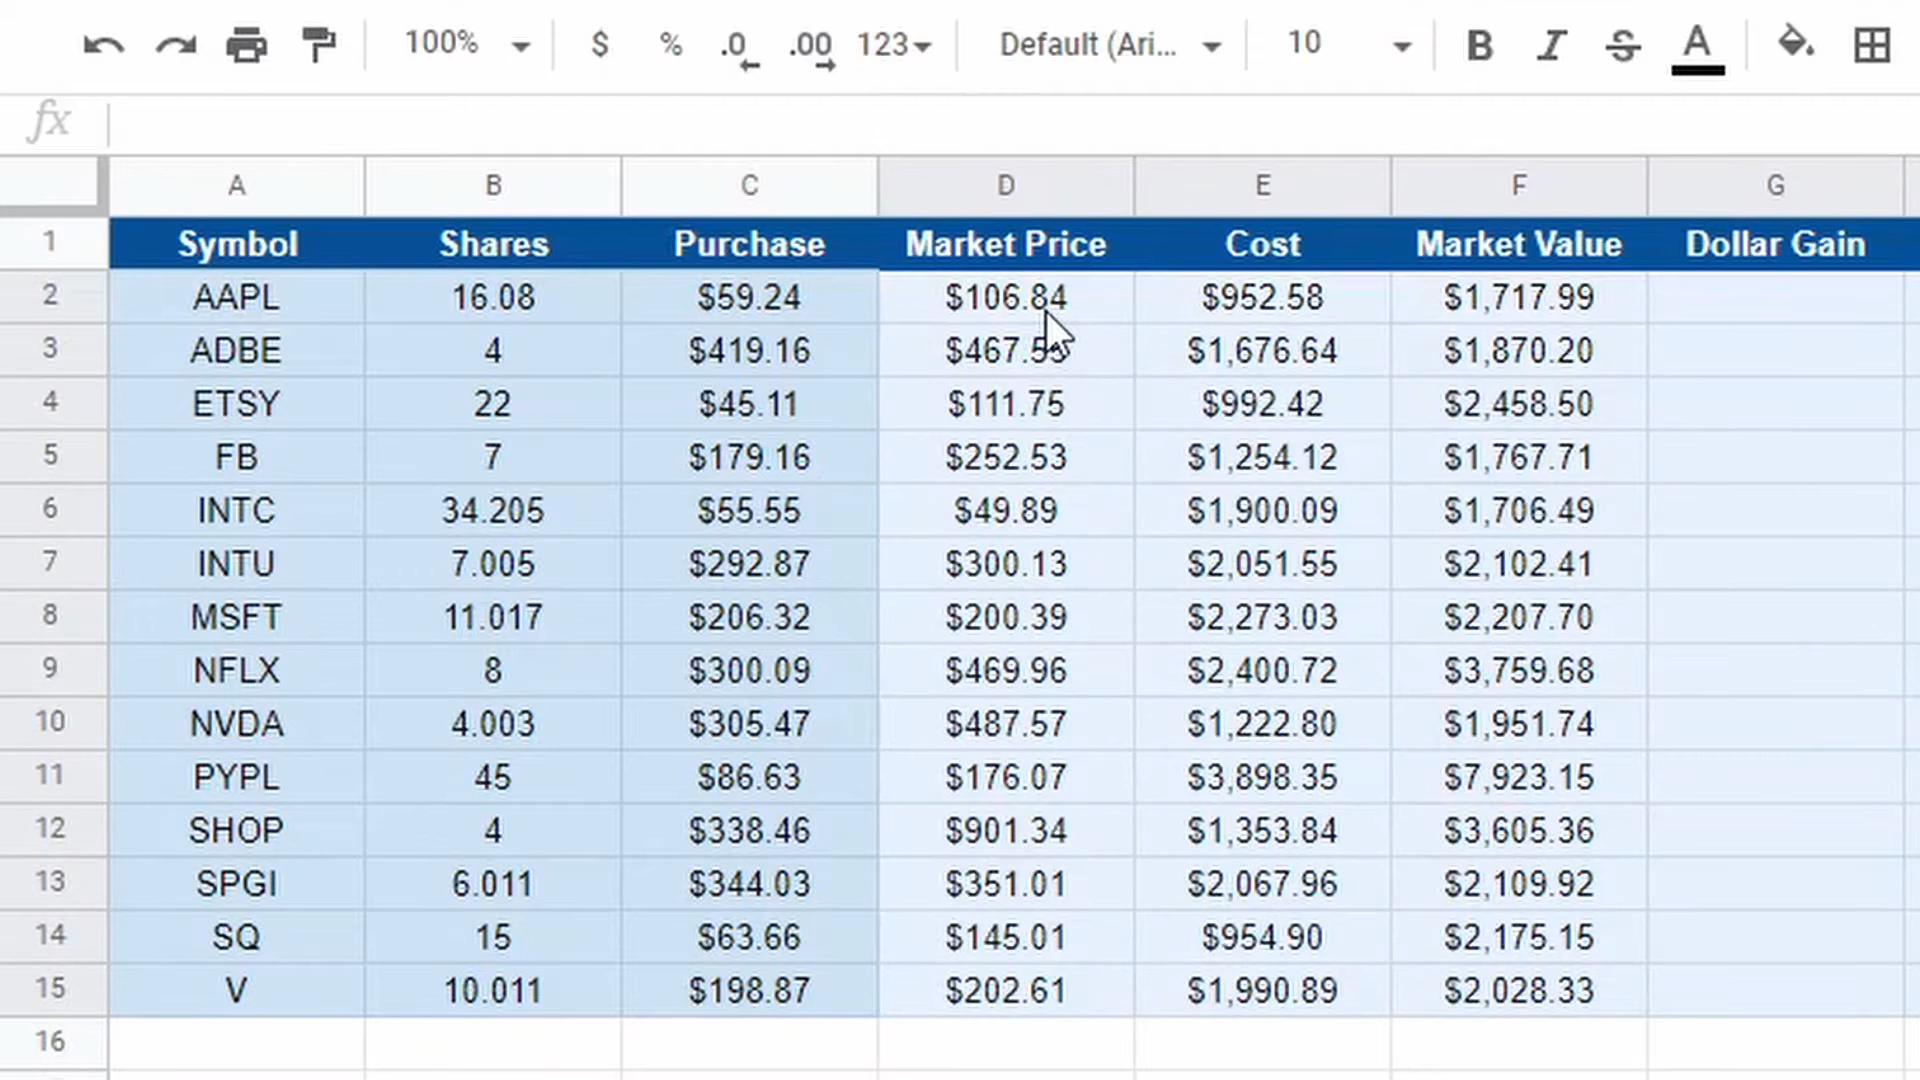 100% $ % .0 .00 123 Default (Ari... 10 B I S A
fx
A B C D E F G
1 Symbol Shares Purchase Market Price Cost Market Value Dollar Gain
2 AAPL 16.08 $59.24 $106.84 $952.58 $1,717.99
3 ADBE 4 $419.16 $1,676.64 $1,870.20
4 ETSY 22 $45.11 $111.75 $992.42 $2,458.50
5 FB 7 $179.16 $252.53 $1,254.12 $1,767.71
6 INTC 34.205 $55.55 $49.89 $1,900.09 $1,706.49
7 INTU 7.005 $292.87 $300.13 $2,051.55 $2,102.41
8 MSFT 11.017 $206.32 $200.39 $2,273.03 $2,207.70
9 NFLX 8 $300.09 $469.96 $2,400.72 $3,759.68
10 NVDA 4.003 $305.47 $487.57 $1,222.80 $1,951.74
11 PYPL 45 $86.63 $176.07 $3,898.35 $7,923.15
12 SHOP 4 $338.46 $901.34 $1,353.84 $3,605.36
13 SPGI 6.011 $344.03 $351.01 $2,067.96 $2,109.92
14 SQ 15 $63.66 $145.01 $954.90 $2,175.15
15 V 10.011 $198.87 $202.61 $1,990.89 $2,028.33
16